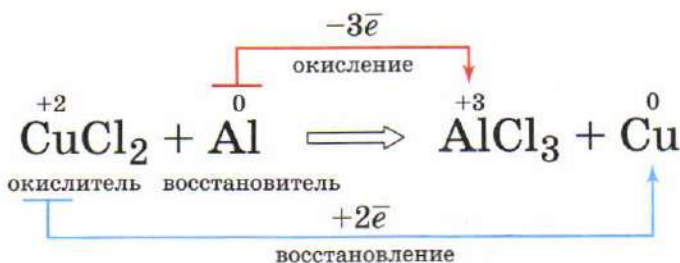 −3e̅
окисление
+2 0 +3 0
CuCl₂ + Al ⟹ AlCl₃ + Cu
окислитель восстановитель
+2e̅
восстановление